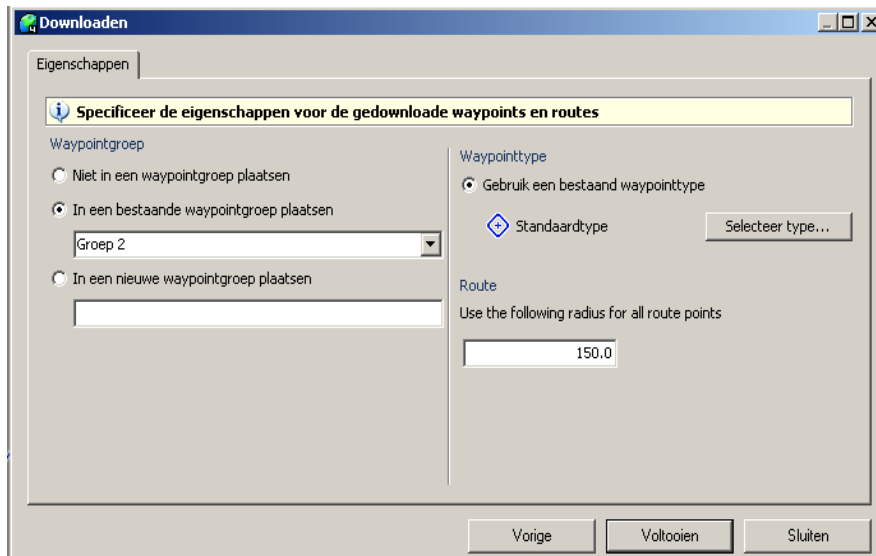 Downloaden
Eigenschappen
Specificeer de eigenschappen voor de gedownloade waypoints en routes
Waypointgroep
Niet in een waypointgroep plaatsen
In een bestaande waypointgroep plaatsen
Groep 2
In een nieuwe waypointgroep plaatsen
Waypointtype
Gebruik een bestaand waypointtype
Standaardtype
Selecteer type...
Route
Use the following radius for all route points
150.0
Vorige
Voltooien
Sluiten